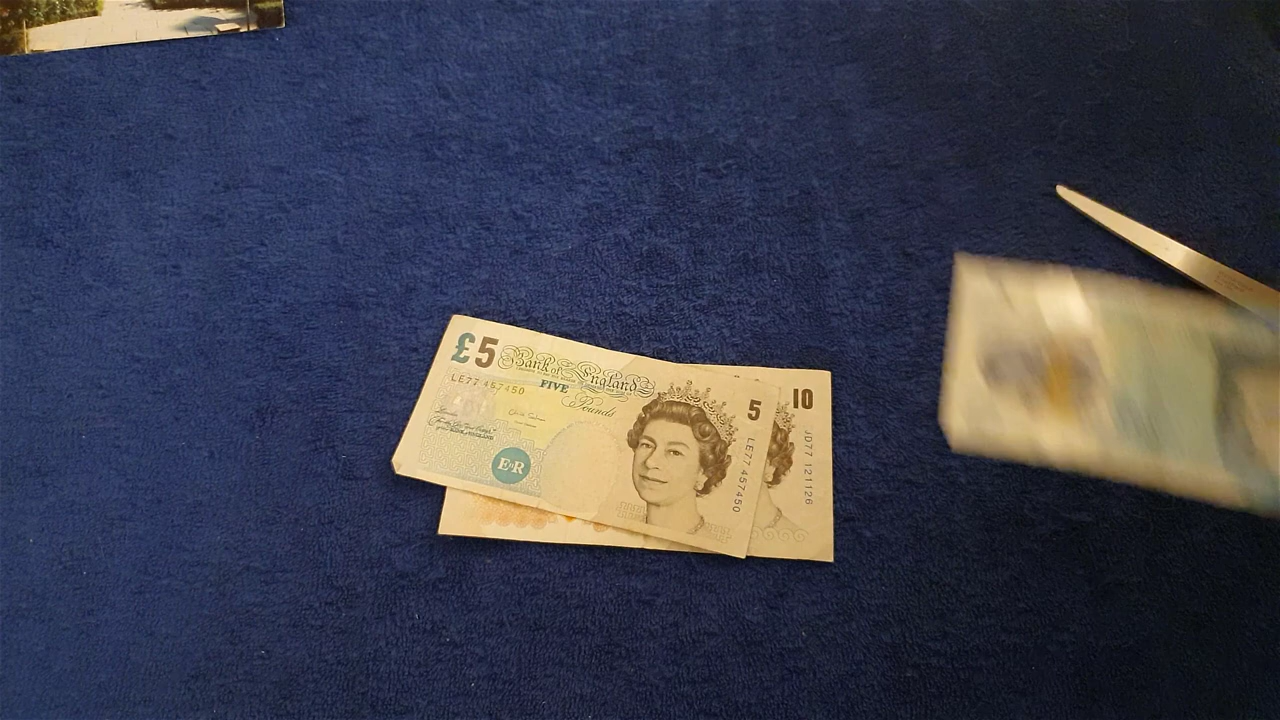 £5 Bank of England
LE77 457450
FIVE
Pounds
5
LE77 457450
E R
10
JD77 121126